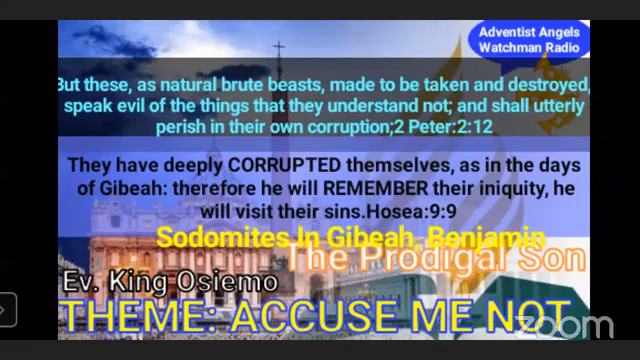 Adventist Angels
Watchman Radio
But these, as natural brute beasts, made to be taken and destroyed,
speak evil of the things that they understand not; and shall utterly
perish in their own corruption;2 Peter:2:12
They have deeply CORRUPTED themselves, as in the days
of Gibeah: therefore he will REMEMBER their iniquity, he
will visit their sins.Hosea:9:9
Sodomites In Gibeah, Benjamin
The Prodigal Son
Ev. King Osiemo
THEME: ACCUSE ME NOT
zoom